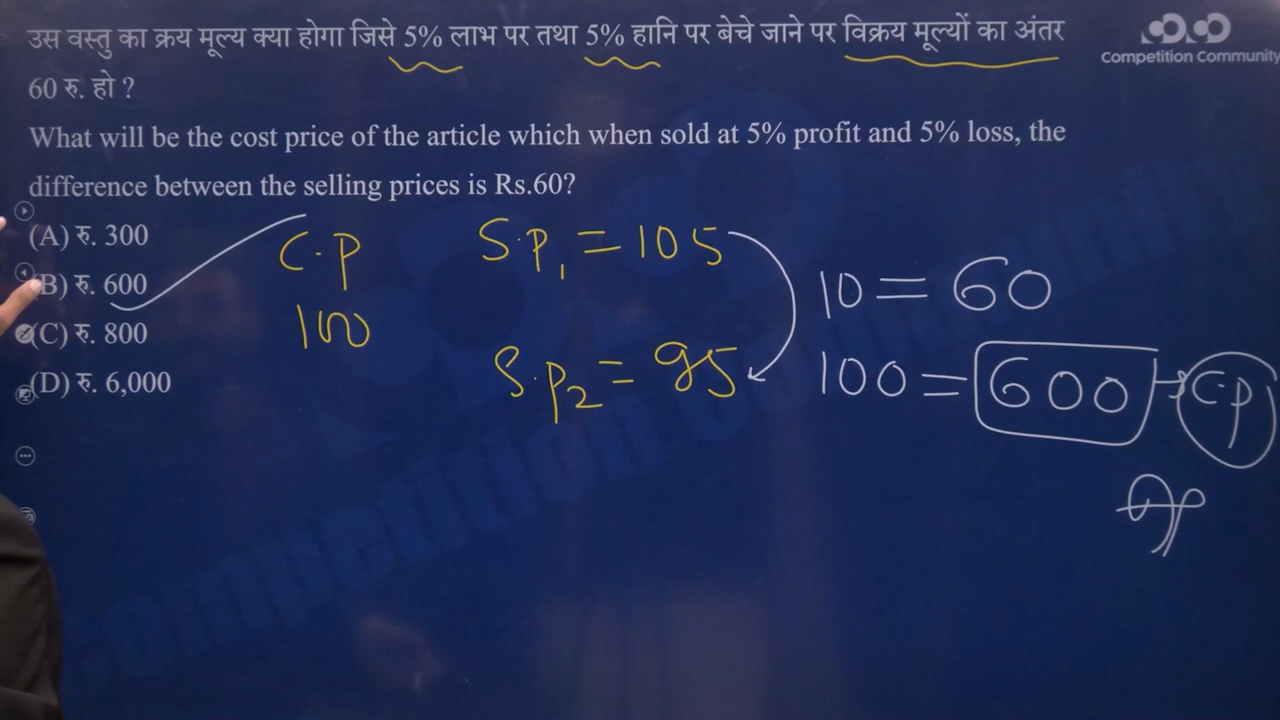 उस वस्तु का क्रय मूल्य क्या होगा जिसे 5% लाभ पर तथा 5% हानि पर बेचे जाने पर विक्रय मूल्यों का अंतर
60 रु. हो ?
Competition Community
What will be the cost price of the article which when sold at 5% profit and 5% loss, the
difference between the selling prices is Rs.60?
(A) रु. 300
(B) रु. 600
(C) रु. 800
(D) रु. 6,000
C.P
100
S.P1 = 105
S.P2 = 95
10 = 60
100 = 600 → C.P
competition community